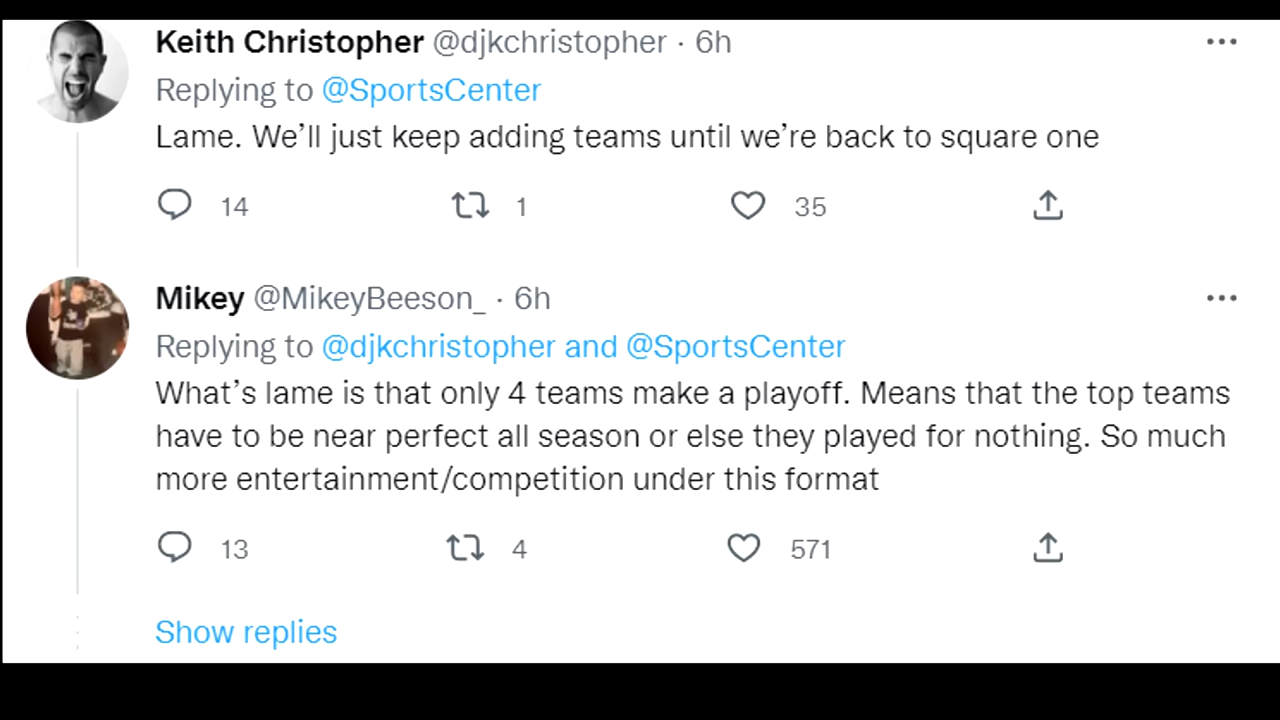 Keith Christopher @djkchristopher · 6h
Replying to @SportsCenter
Lame. We’ll just keep adding teams until we’re back to square one
14 1 35
Mikey @MikeyBeeson_ · 6h
Replying to @djkchristopher and @SportsCenter
What’s lame is that only 4 teams make a playoff. Means that the top teams
have to be near perfect all season or else they played for nothing. So much
more entertainment/competition under this format
13 4 571
Show replies